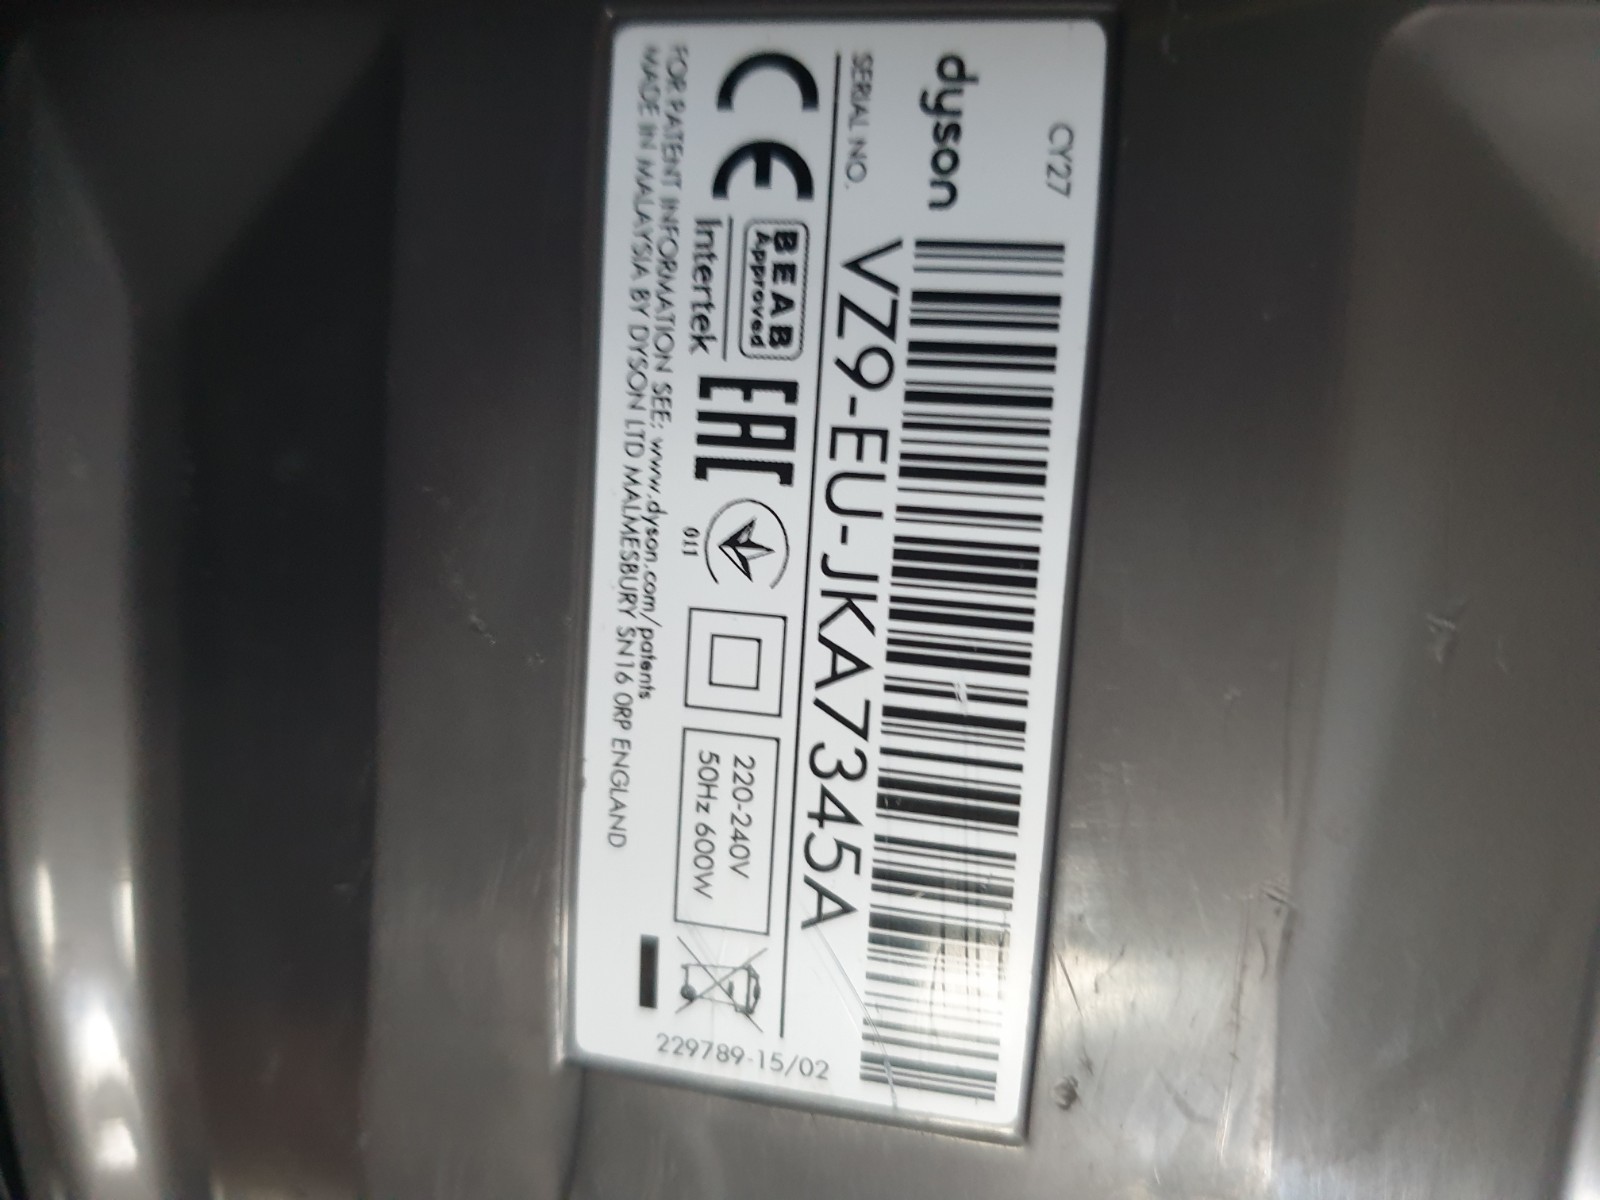 CY27
dyson
SERIAL NO. VZ9-EU-JKA7345A
CE
BEAB
Approved
Intertek
EAC
011
220-240V
50Hz 600W
FOR PATENT INFORMATION SEE: www.dyson.com/patents
MADE IN MALAYSIA BY DYSON LTD MALMESBURY SN16 0RP ENGLAND
229789-15/02